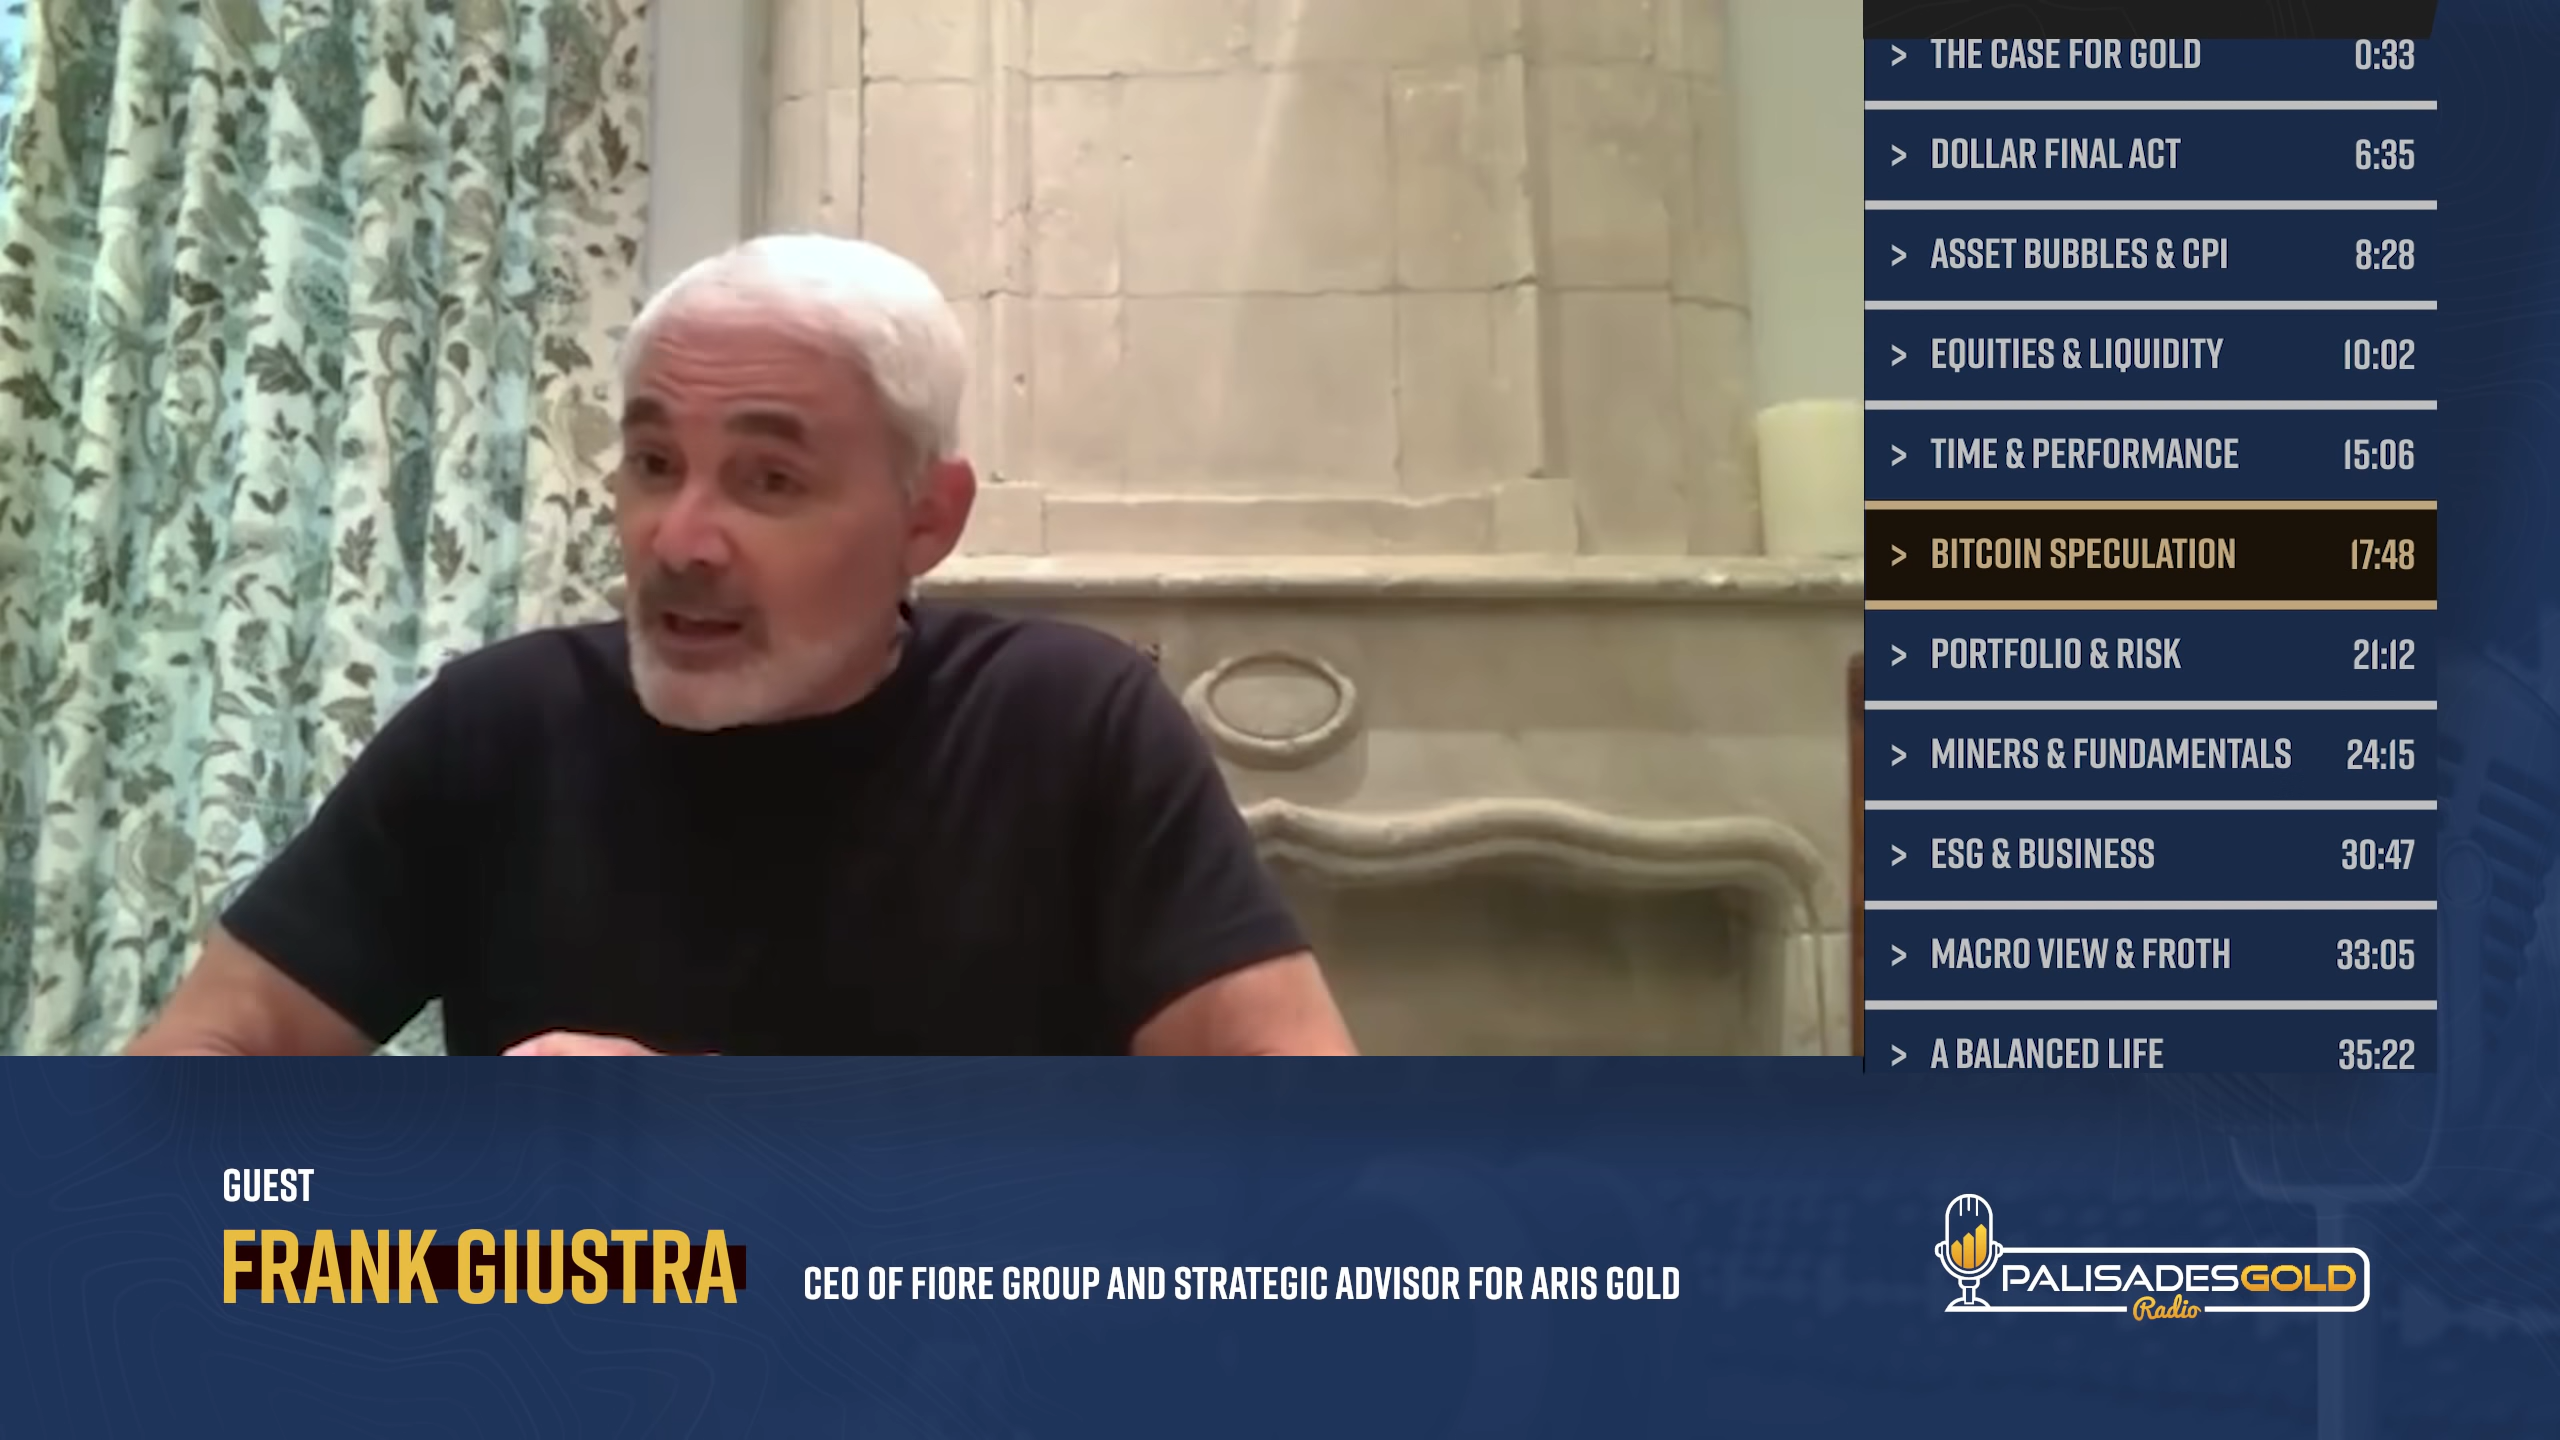 > THE CASE FOR GOLD 0:33
> DOLLAR FINAL ACT 6:35
> ASSET BUBBLES & CPI 8:28
> EQUITIES & LIQUIDITY 10:02
> TIME & PERFORMANCE 15:06
> BITCOIN SPECULATION 17:48
> PORTFOLIO & RISK 21:12
> MINERS & FUNDAMENTALS 24:15
> ESG & BUSINESS 30:47
> MACRO VIEW & FROTH 33:05
> A BALANCED LIFE 35:22
GUEST
FRANK GIUSTRA
CEO OF FIORE GROUP AND STRATEGIC ADVISOR FOR ARIS GOLD
PALISADESGOLD
Radio